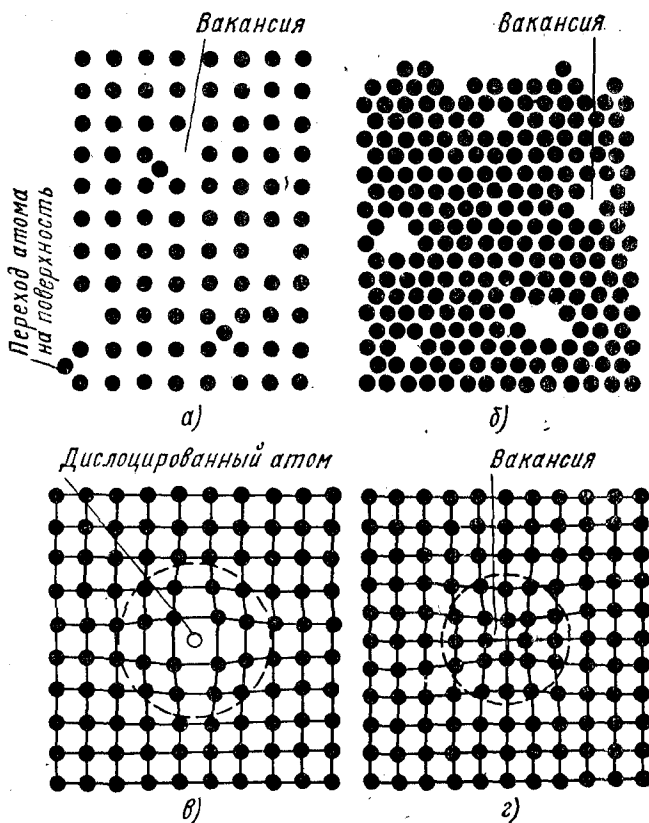 Вакансия
Вакансия
Переход атома
на поверхность
а)
б)
Дислоцированный атом
Вакансия
в)
г)